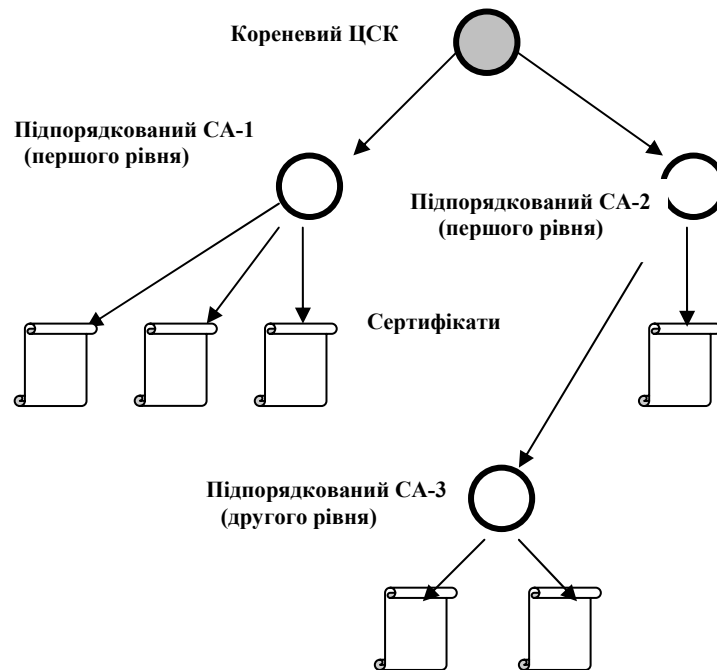 Кореневий ЦСК
Підпорядкований СА-1
(першого рівня)
Підпорядкований СА-2
(першого рівня)
Сертифікати
Підпорядкований СА-3
(другого рівня)